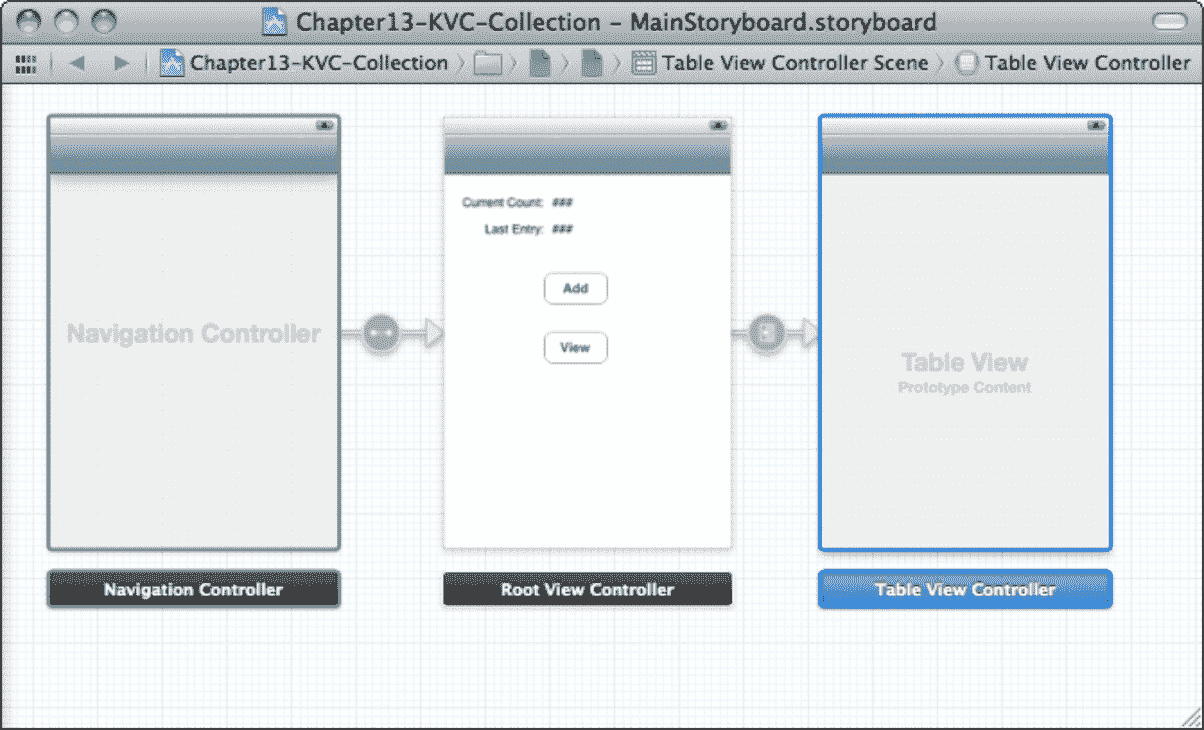 Chapter13-KVC-Collection – MainStoryboard.storyboard
Chapter13-KVC-Collection
Table View Controller Scene
Table View Controller
Navigation Controller
Current Count: ###
Last Entry: ###
Add
View
Table View
Prototype Content
Navigation Controller
Root View Controller
Table View Controller